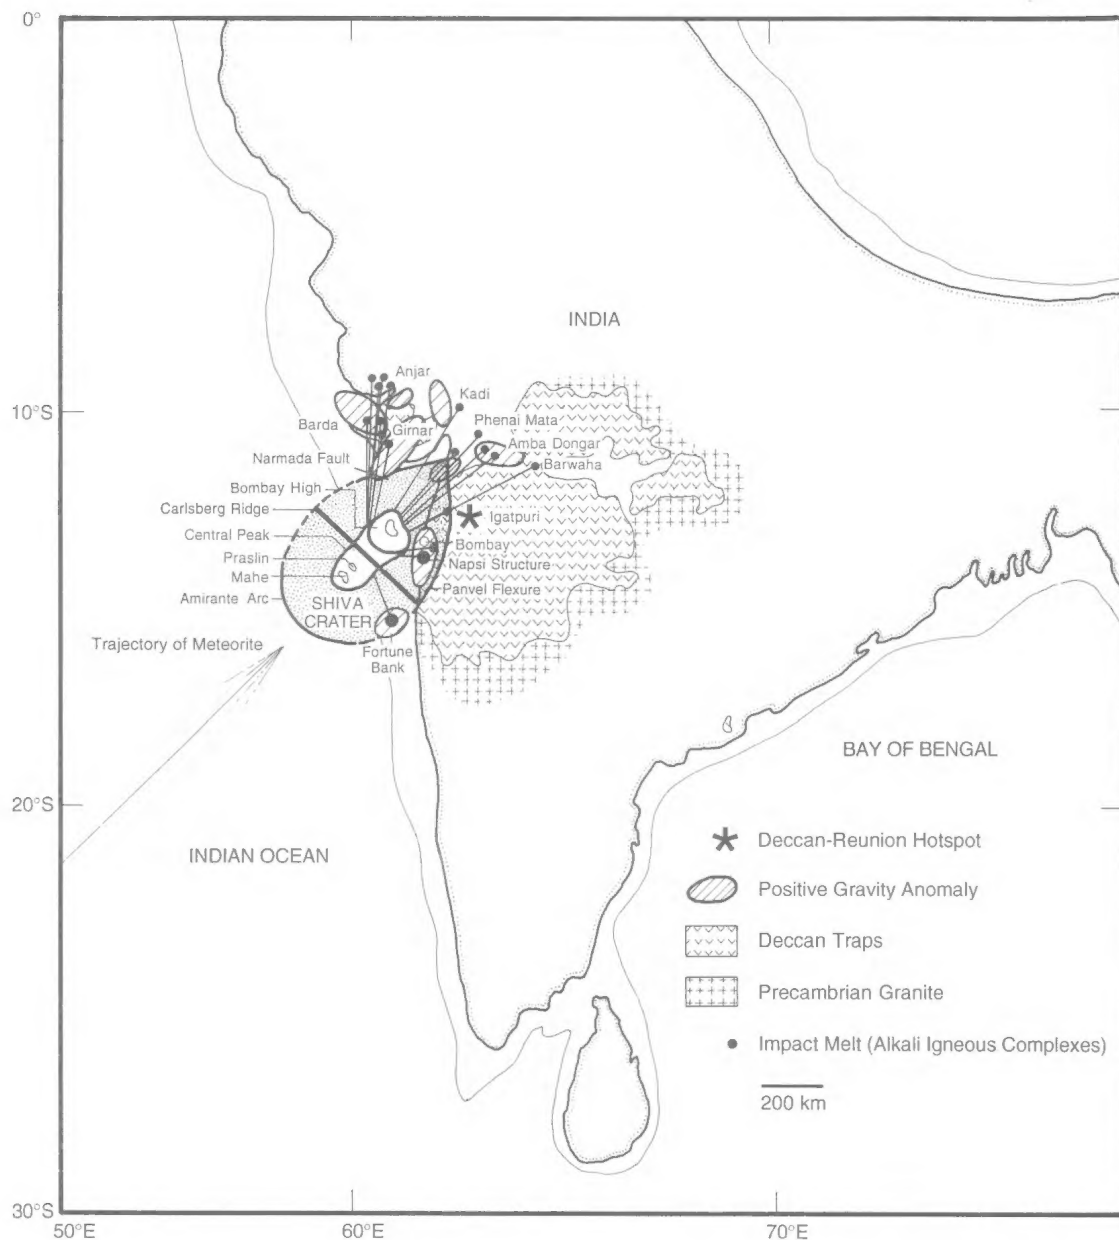 0°
INDIA
Anjar
Kadi
10°S
Phenai Mata
Barda
Girnar
Amba Dongar
Narmada Fault
Barwaha
Bombay High
Carlsberg Ridge
Igatpuri
Central Peak
Bombay
Praslin
Napsi Structure
Mahe
Panvel Flexure
Amirante Arc
SHIVA
CRATER
Trajectory of Meteorite
Fortune
Bank
BAY OF BENGAL
20°S
INDIAN OCEAN
Deccan-Reunion Hotspot
Positive Gravity Anomaly
Deccan Traps
Precambrian Granite
Impact Melt (Alkali Igneous Complexes)
200 km
30°S
50°E
60°E
70°E